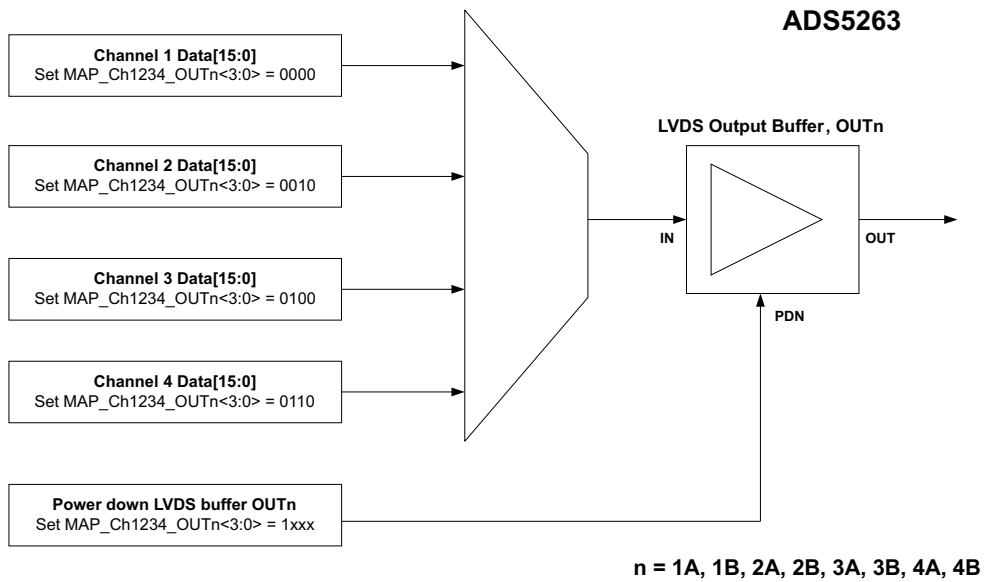 ADS5263
Channel 1 Data[15:0]
Set MAP_Ch1234_OUTn<3:0> = 0000
Channel 2 Data[15:0]
Set MAP_Ch1234_OUTn<3:0> = 0010
Channel 3 Data[15:0]
Set MAP_Ch1234_OUTn<3:0> = 0100
Channel 4 Data[15:0]
Set MAP_Ch1234_OUTn<3:0> = 0110
Power down LVDS buffer OUTn
Set MAP_Ch1234_OUTn<3:0> = 1xxx
LVDS Output Buffer, OUTn
IN
OUT
PDN
n = 1A, 1B, 2A, 2B, 3A, 3B, 4A, 4B